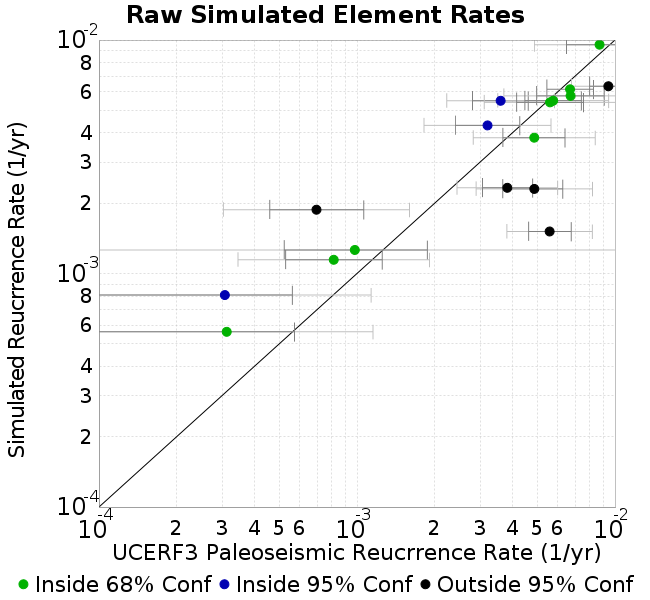 Raw Simulated Element Rates
10-2
8
6
4
3
2
10-3
8
6
4
3
2
10-4
Simulated Reucrrence Rate (1/yr)
10-4 2 3 4 5 6 10-3 2 3 4 5 6 10-2
UCERF3 Paleoseismic Reucrrence Rate (1/yr)
Inside 68% Conf Inside 95% Conf Outside 95% Conf